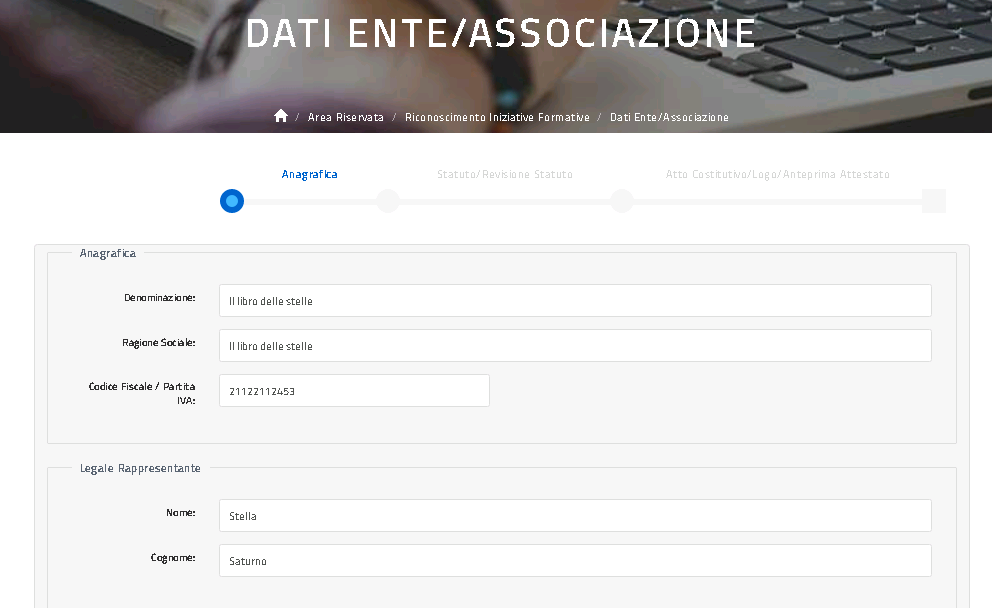 DATI ENTE/ASSOCIAZIONE
/ Area Riservata / Riconoscimento Iniziative Formative / Dati Ente/Associazione
Anagrafica Statuto/Revisione Statuto Atto Costitutivo/Logo/Anteprima Attestato
Anagrafica
Denominazione: Il libro delle stelle
Ragione Sociale: Il libro delle stelle
Codice Fiscale / Partita
IVA: 21122112453
Legale Rappresentante
Nome: Stella
Cognome: Saturno